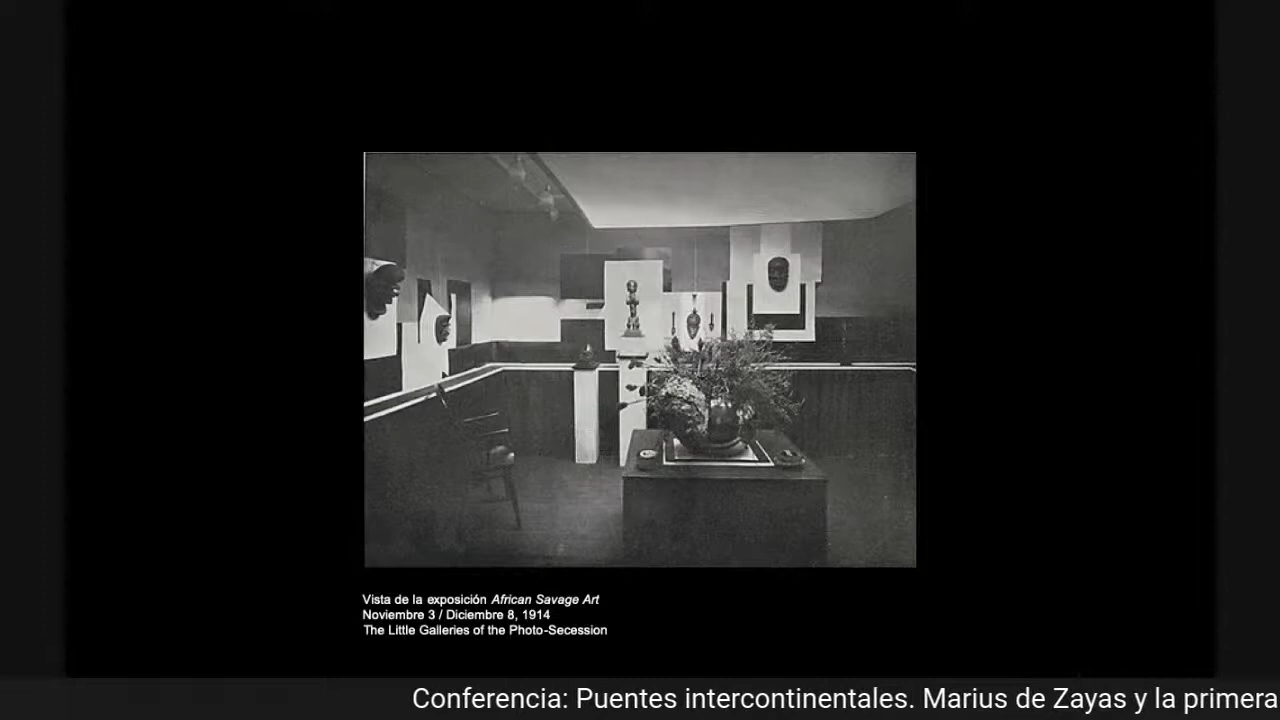 Vista de la exposición African Savage Art
Noviembre 3 / Diciembre 8, 1914
The Little Galleries of the Photo-Secession
Conferencia: Puentes intercontinentales. Marius de Zayas y la primera